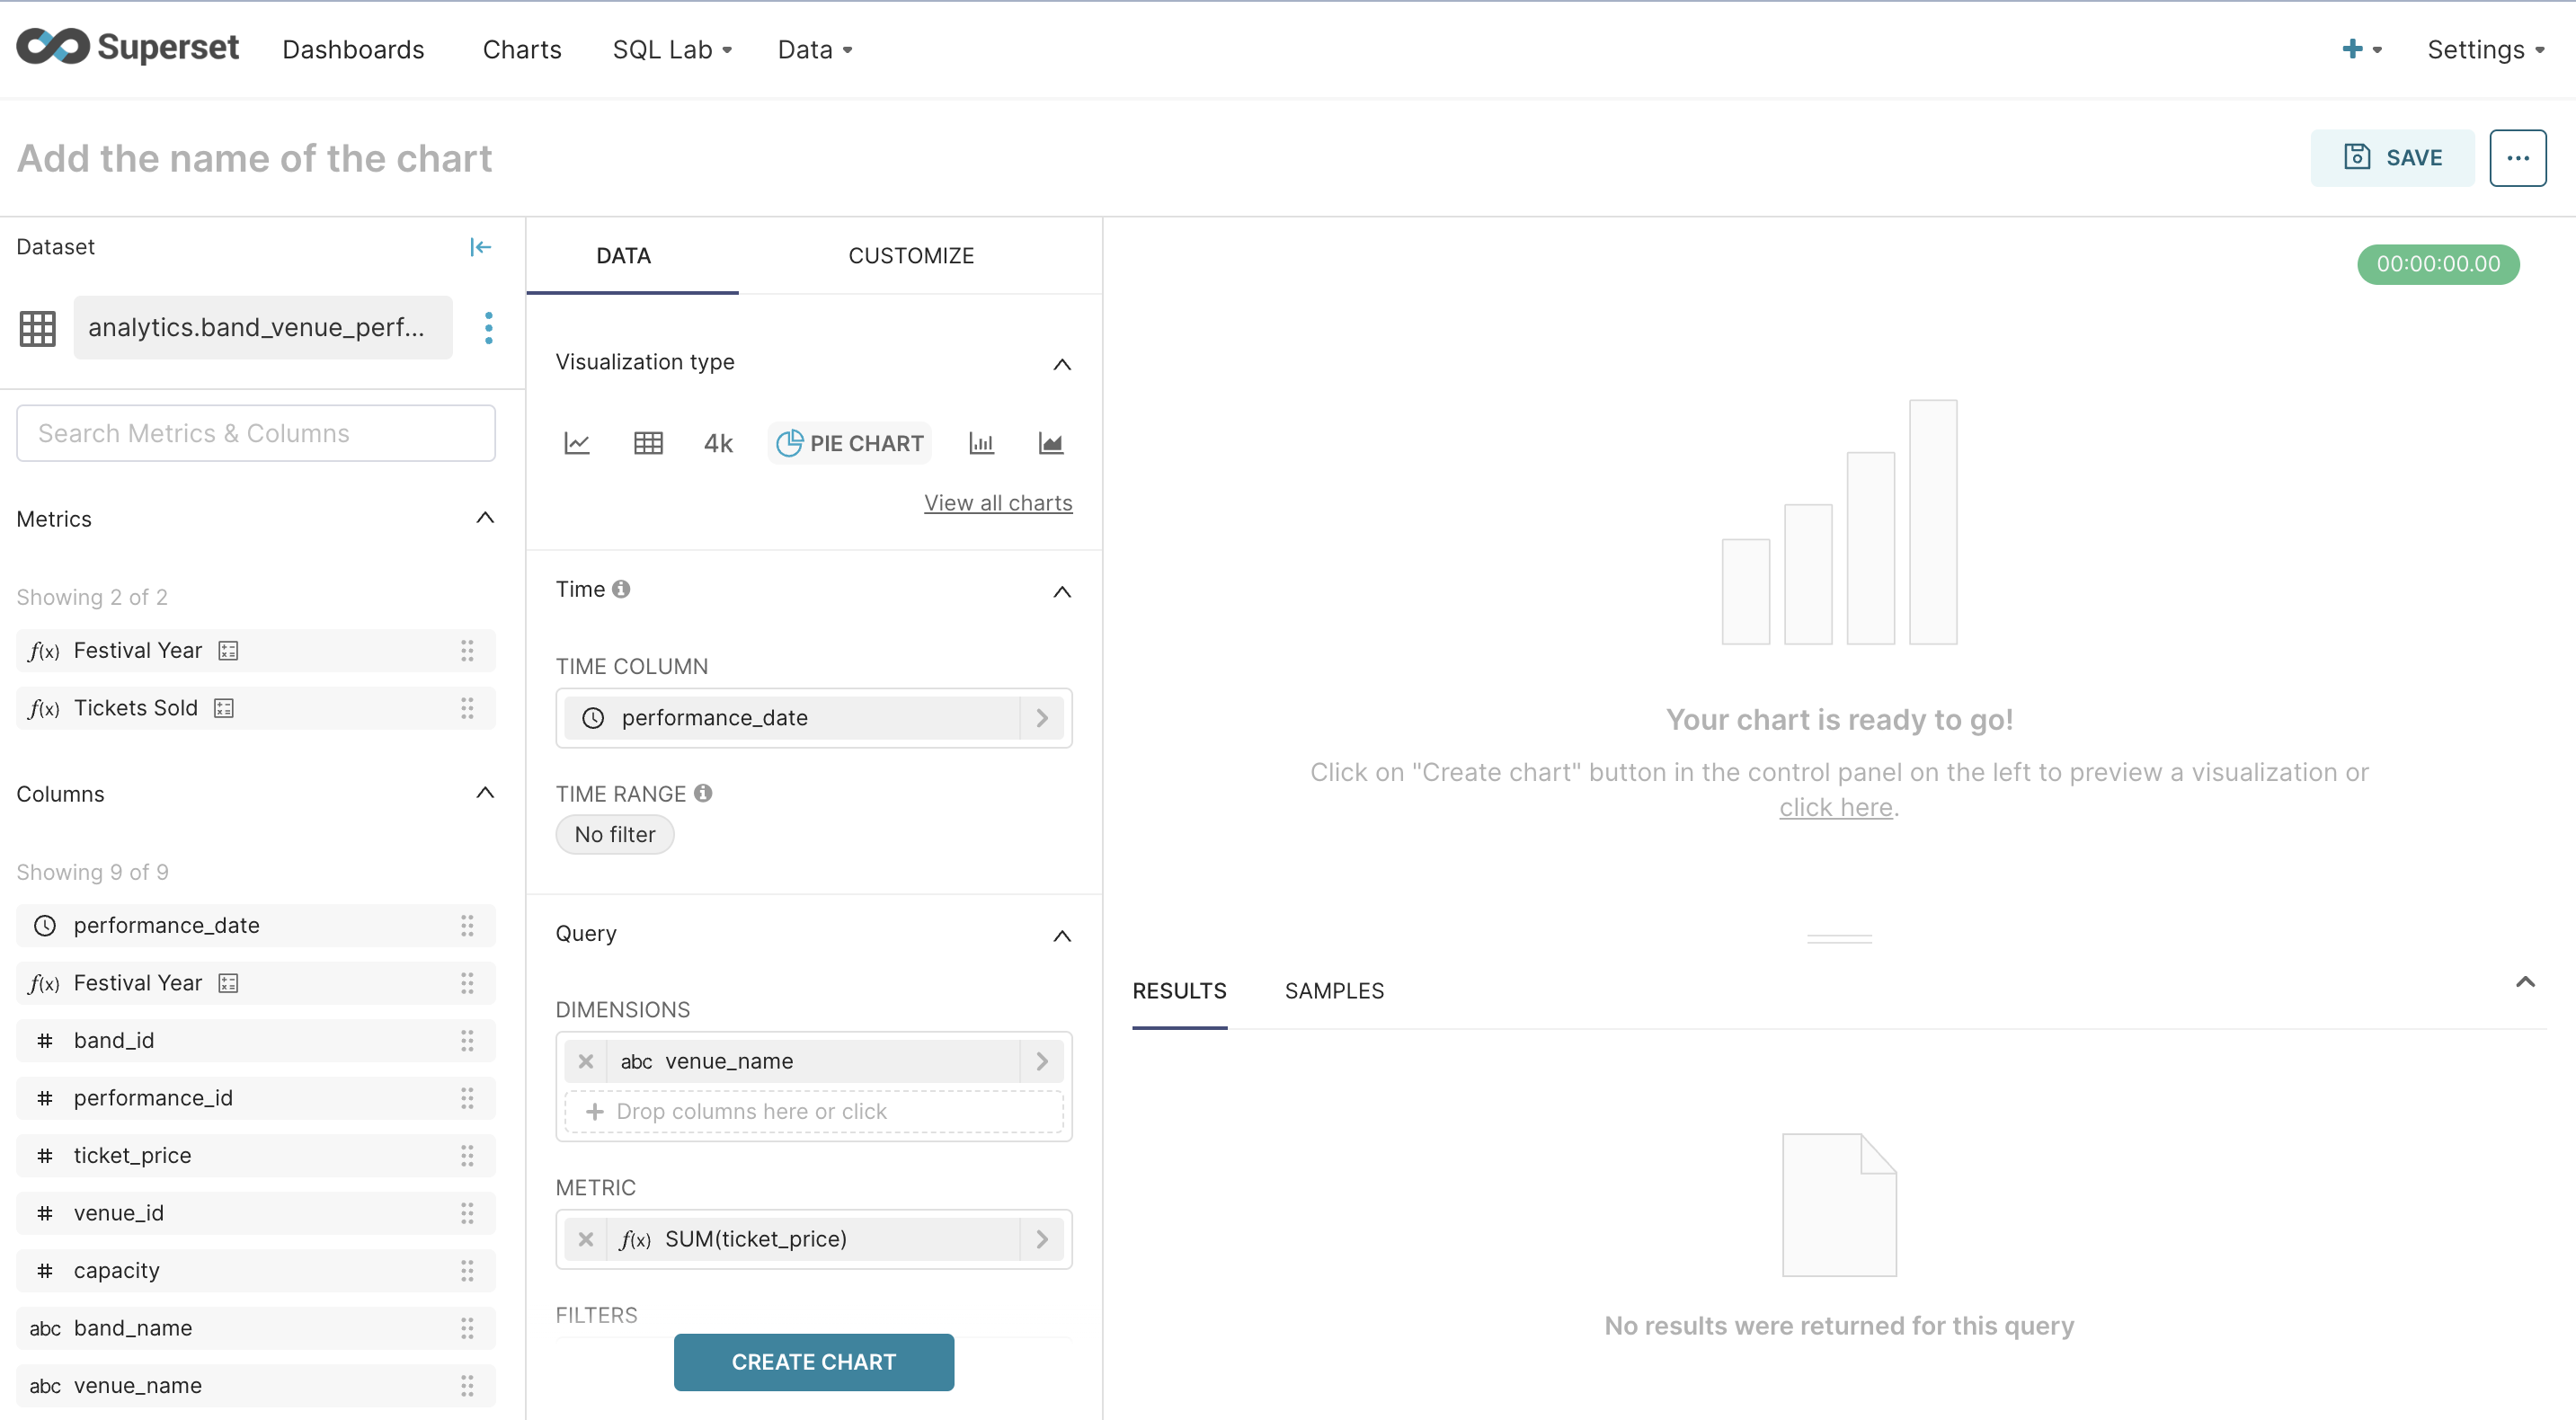 Superset Dashboards Charts SQL Lab Data Settings
Add the name of the chart
SAVE
Dataset
analytics.band_venue_perf...
Search Metrics & Columns
Metrics
Showing 2 of 2
f(x) Festival Year
f(x) Tickets Sold
Columns
Showing 9 of 9
performance_date
f(x) Festival Year
# band_id
# performance_id
# ticket_price
# venue_id
# capacity
abc band_name
abc venue_name
DATA CUSTOMIZE
Visualization type
4k PIE CHART
View all charts
Time
TIME COLUMN
performance_date
TIME RANGE
No filter
Query
DIMENSIONS
abc venue_name
+ Drop columns here or click
METRIC
f(x) SUM(ticket_price)
FILTERS
CREATE CHART
00:00:00.00
Your chart is ready to go!
Click on "Create chart" button in the control panel on the left to preview a visualization or
click here.
RESULTS SAMPLES
No results were returned for this query